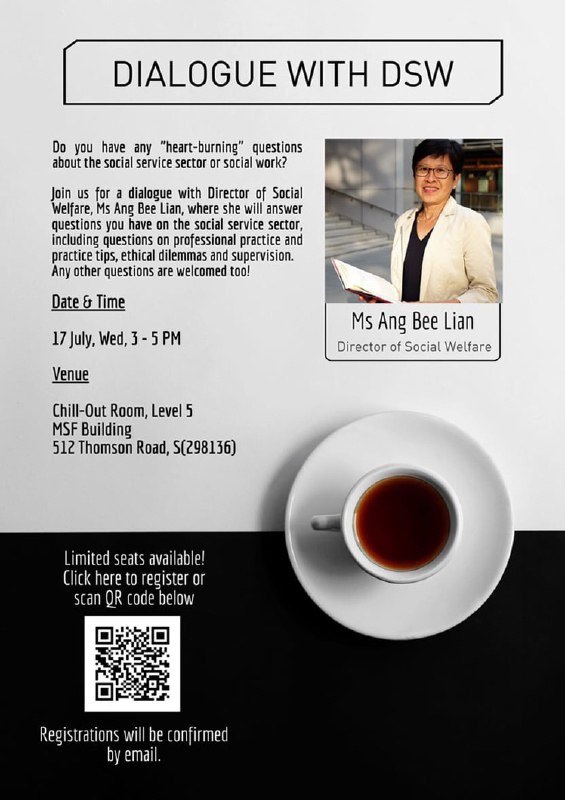 DIALOGUE WITH DSW
Do you have any "heart-burning" questions
about the social service sector or social work?
Join us for a dialogue with Director of Social
Welfare, Ms Ang Bee Lian, where she will answer
questions you have on the social service sector,
including questions on professional practice and
practice tips, ethical dilemmas and supervision.
Any other questions are welcomed too!
Date & Time
17 July, Wed, 3 - 5 PM
Venue
Chill-Out Room, Level 5
MSF Building
512 Thomson Road, S(298136)
Ms Ang Bee Lian
Director of Social Welfare
Limited seats available!
Click here to register or
scan QR code below
Registrations will be confirmed
by email.